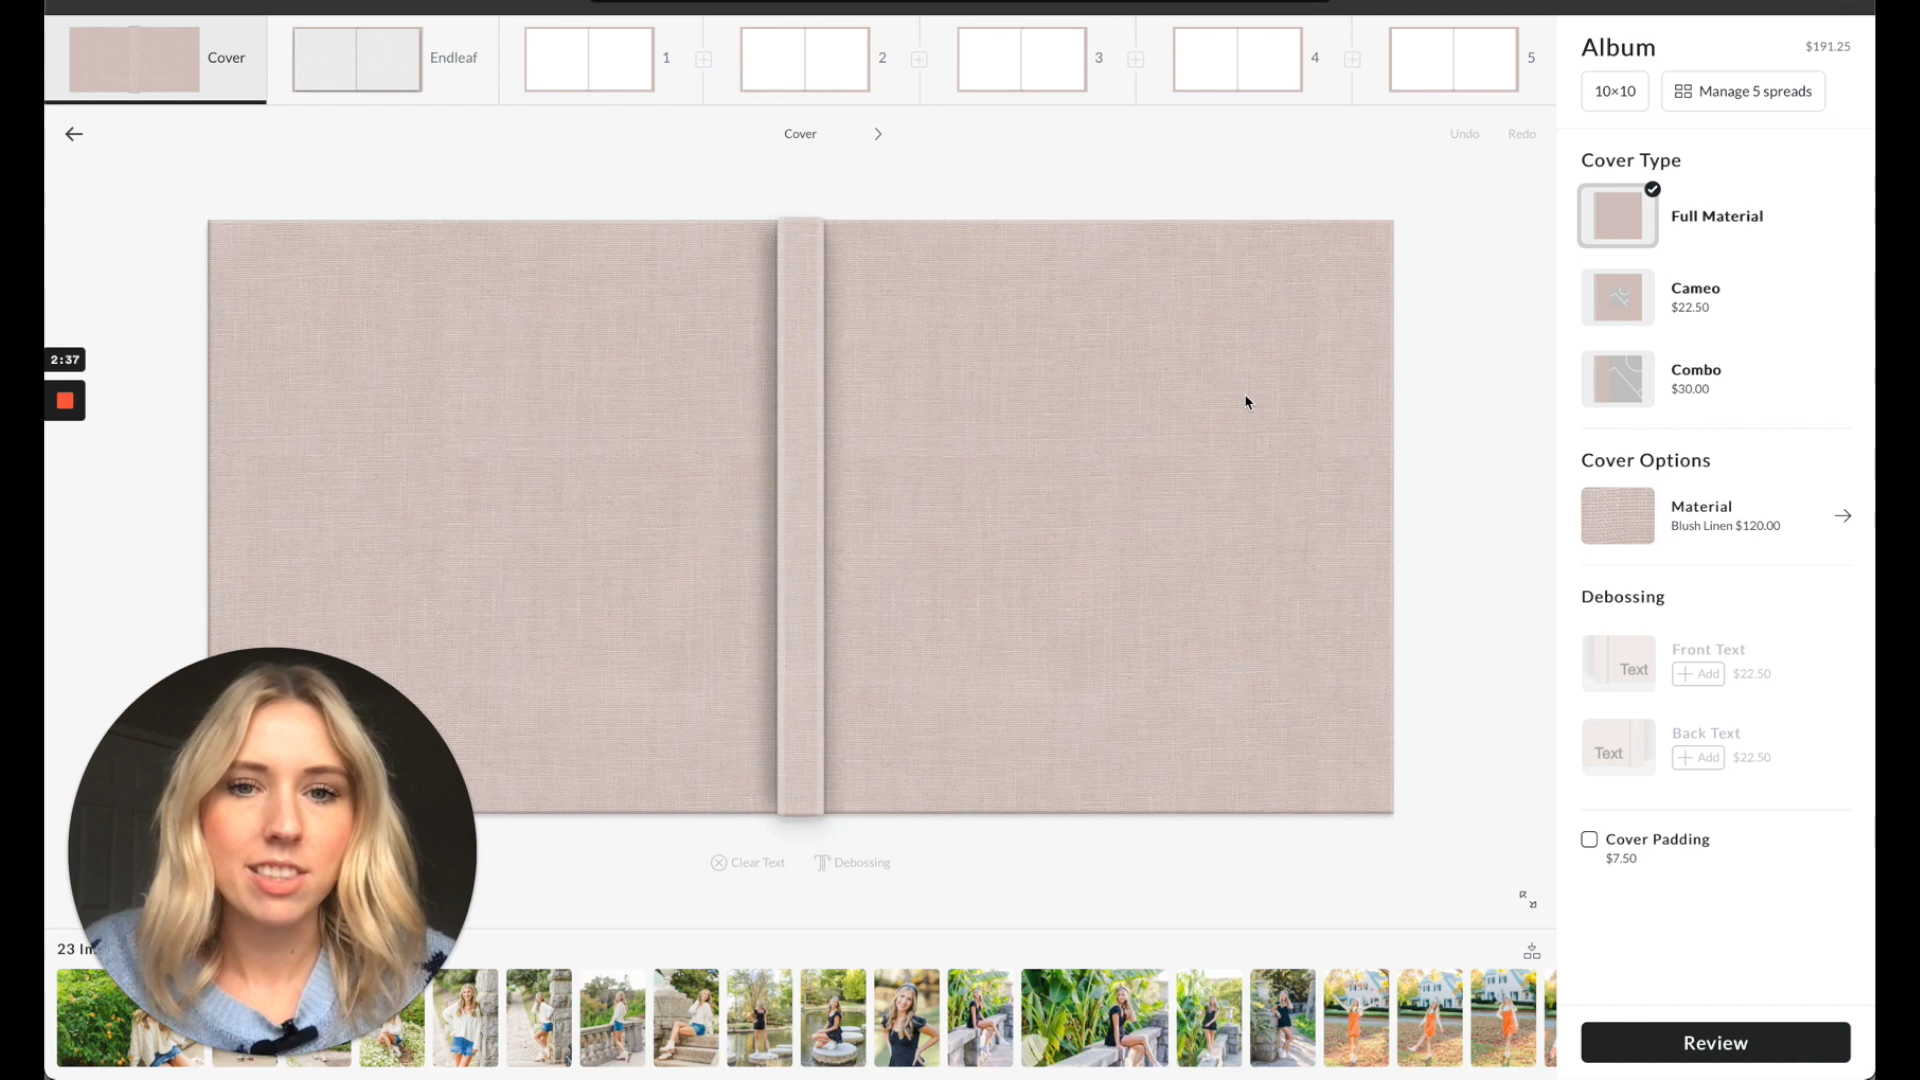 Cover
Endleaf
1
2
3
4
5
Album
$191.25
10×10
Manage 5 spreads
Cover
Undo
Redo
Cover Type
Full Material
Cameo
$22.50
Combo
$30.00
2:37
Cover Options
Material
Blush Linen $120.00
Debossing
Text
Front Text
Add
$22.50
Text
Back Text
Add
$22.50
Cover Padding
$7.50
Clear Text
Debossing
23
Review